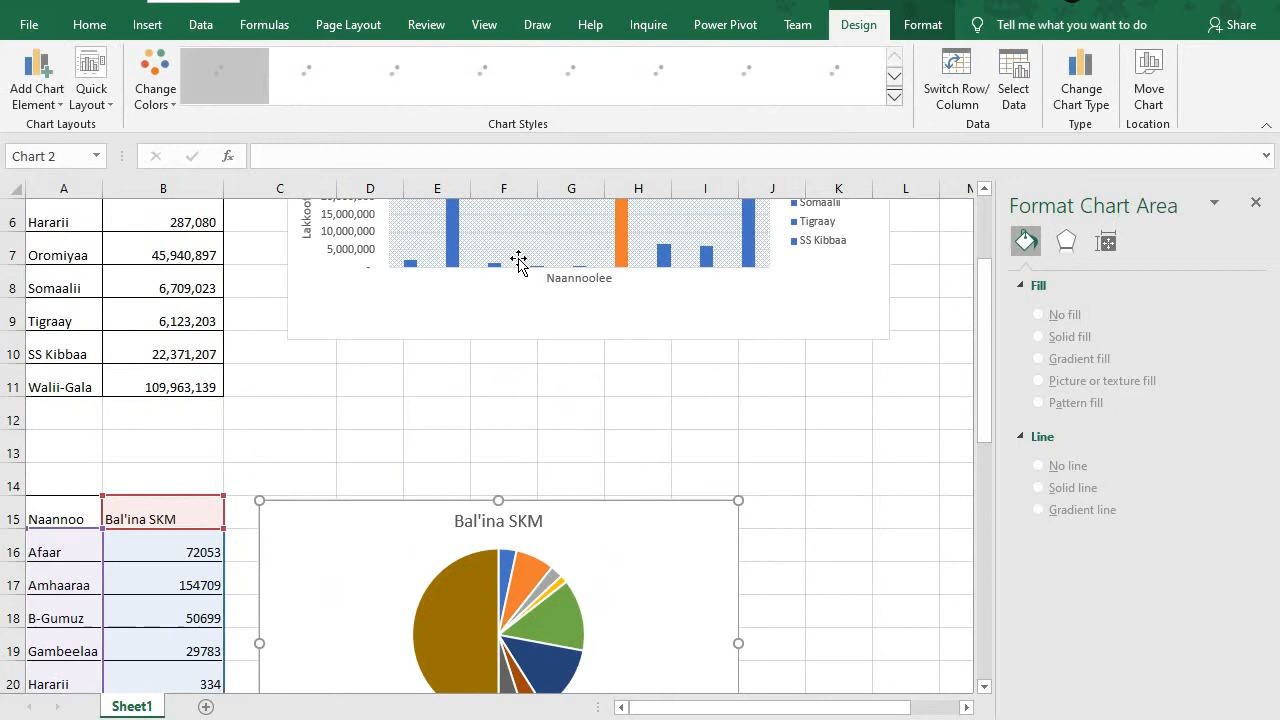 File Home Insert Data Formulas Page Layout Review View Draw Help Inquire Power Pivot Team Design Format Tell me what you want to do Share
Add Chart Element Quick Layout Change Colors Switch Row/ Column Select Data Change Chart Type Move Chart
Chart Layouts Chart Styles Data Type Location
Chart 2 fx
A B C D E F G H I J K L M
Format Chart Area
6 Hararii 287,080
7 Oromiyaa 45,940,897
8 Somaalii 6,709,023
9 Tigraay 6,123,203
10 SS Kibbaa 22,371,207
11 Walii-Gala 109,963,139
12
13
14
15 Naannoo Bal'ina SKM
16 Afaar 72053
17 Amhaaraa 154709
18 B-Gumuz 50699
19 Gambeelaa 29783
20 Hararii 334
15,000,000
10,000,000
5,000,000
-
Naannoolee
Somaalii
Tigraay
SS Kibbaa
Bal'ina SKM
Fill
No fill
Solid fill
Gradient fill
Picture or texture fill
Pattern fill
Line
No line
Solid line
Gradient line
Sheet1